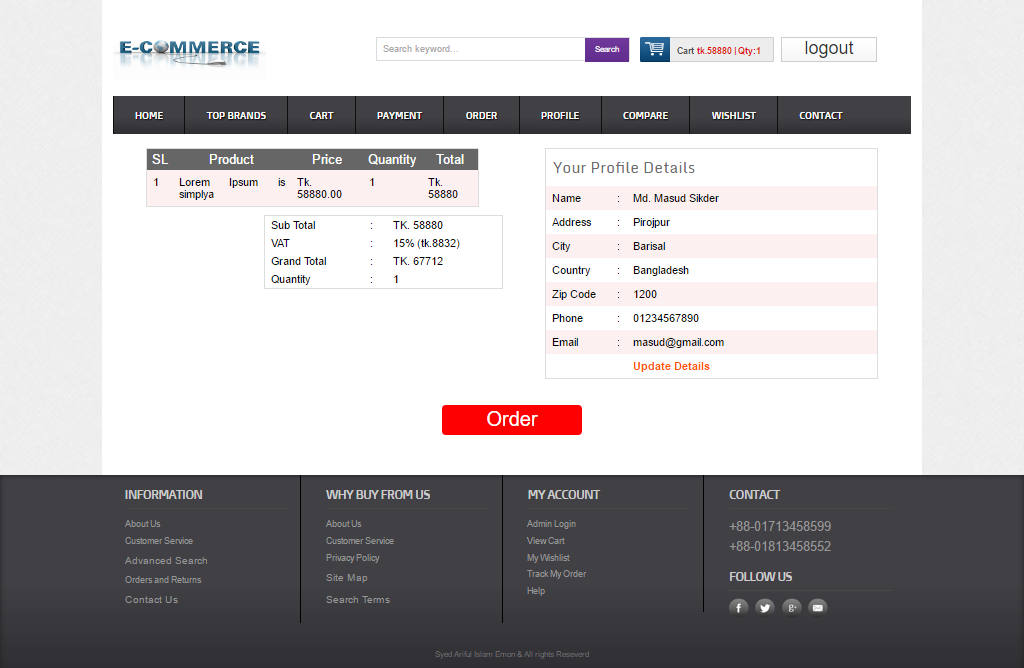 E-COMMERCE
Search keyword...
Search
Cart tk.58880 | Qty:1
logout
HOME TOP BRANDS CART PAYMENT ORDER PROFILE COMPARE WISHLIST CONTACT
SL Product Price Quantity Total
1 Lorem Ipsum is Tk. 1 Tk.
simplya 58880.00 58880
Sub Total : TK. 58880
VAT : 15% (tk.8832)
Grand Total : TK. 67712
Quantity : 1
Your Profile Details
Name : Md. Masud Sikder
Address : Pirojpur
City : Barisal
Country : Bangladesh
Zip Code : 1200
Phone : 01234567890
Email : masud@gmail.com
Update Details
Order
INFORMATION
About Us
Customer Service
Advanced Search
Orders and Returns
Contact Us
WHY BUY FROM US
About Us
Customer Service
Privacy Policy
Site Map
Search Terms
MY ACCOUNT
Admin Login
View Cart
My Wishlist
Track My Order
Help
CONTACT
+88-01713458599
+88-01813458552
FOLLOW US
Syed Ariful Islam Emon & All rights Reseverd